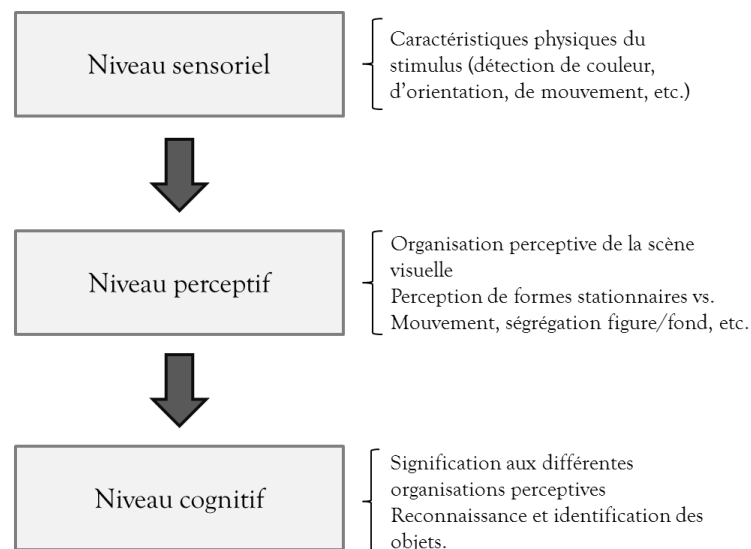 Niveau sensoriel
Caractéristiques physiques du
stimulus (détection de couleur,
d'orientation, de mouvement, etc.)
Niveau perceptif
Organisation perceptive de la scène
visuelle
Perception de formes stationnaires vs.
Mouvement, ségrégation figure/fond, etc.
Niveau cognitif
Signification aux différentes
organisations perceptives
Reconnaissance et identification des
objets.